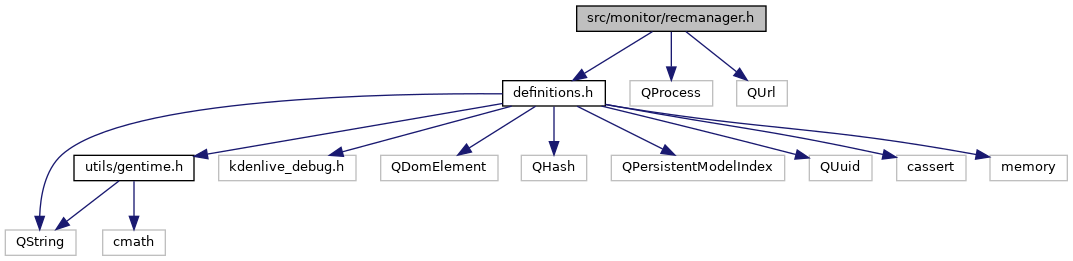 src/monitor/recmanager.h
definitions.h
QProcess
QUrl
utils/gentime.h
kdenlive_debug.h
QDomElement
QHash
QPersistentModelIndex
QUuid
cassert
memory
QString
cmath